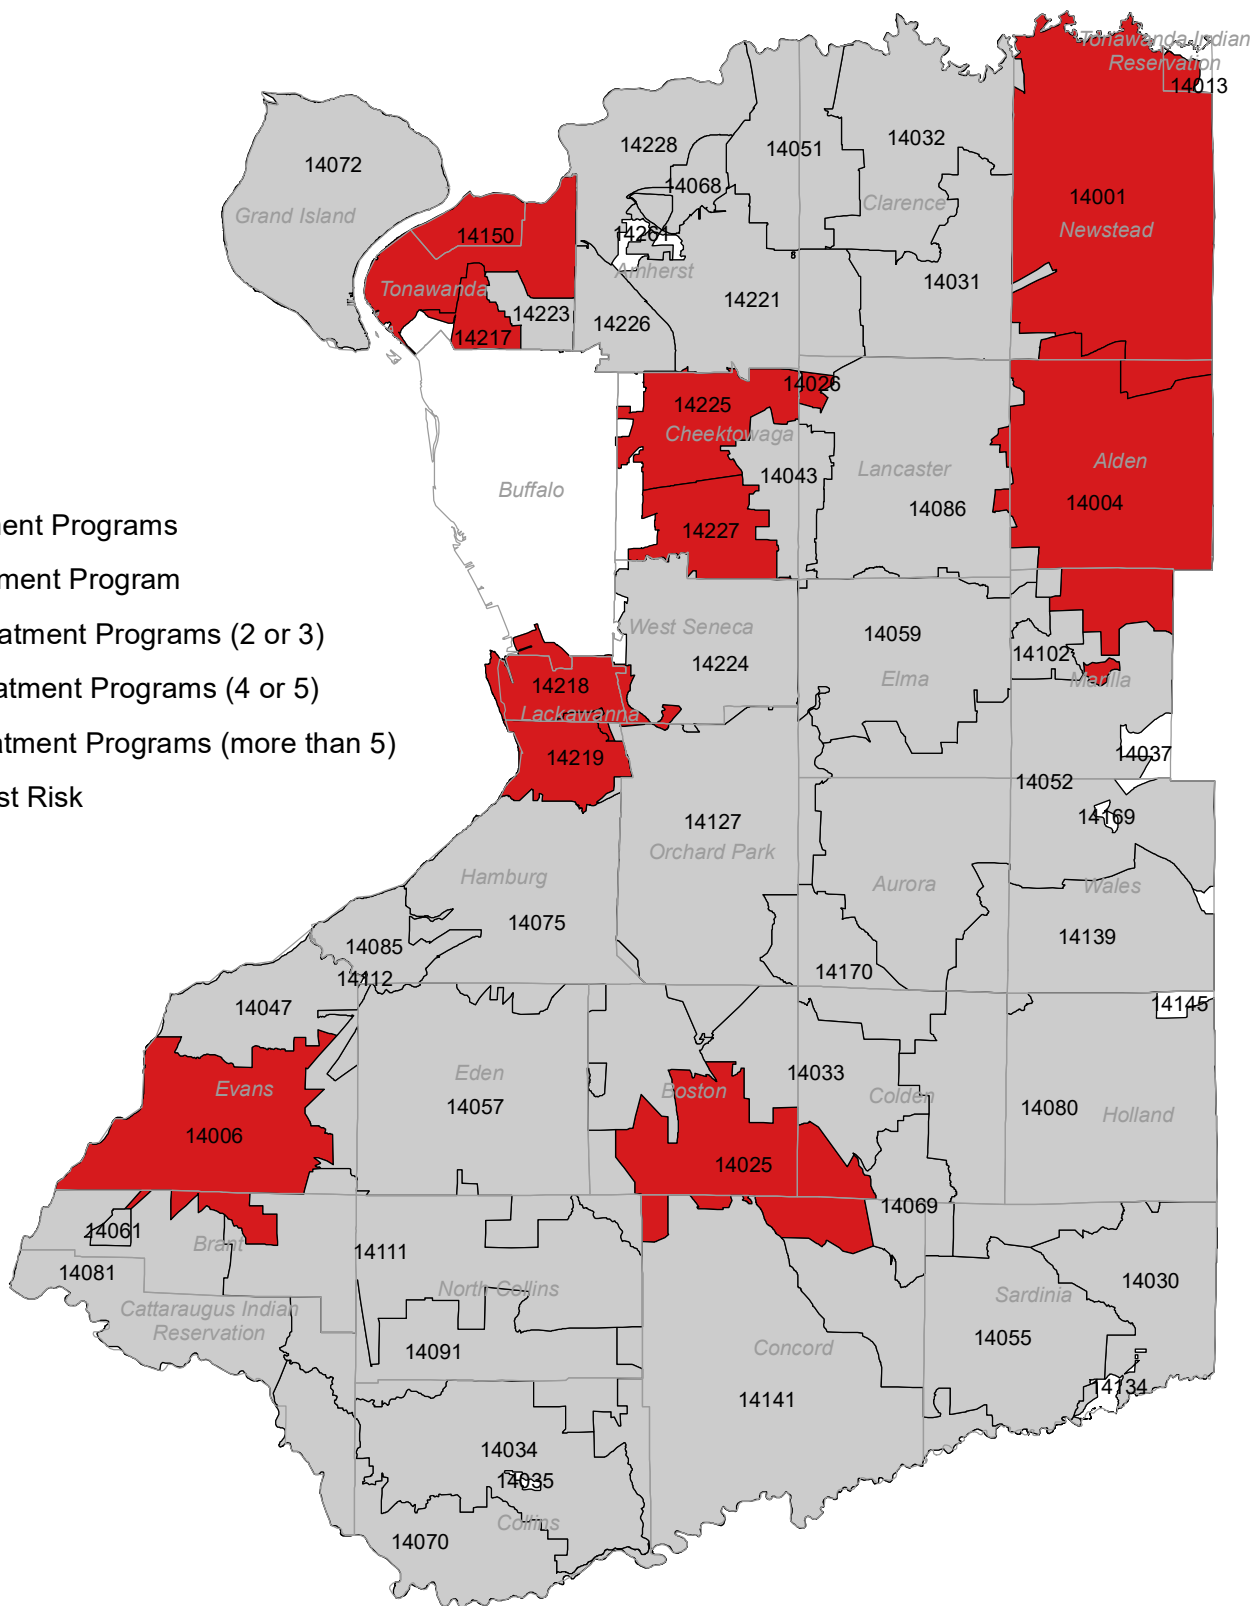 Tonawanda Indian
Reservation
14013
14072
Grand Island
14228
14051
14032
14068
Clarence
14001
Newstead
14150
14261
Amherst
Tonawanda
14031
14221
14223
14226
14217
14026
14225
Cheektowaga
14043
Lancaster
Alden
14086
14004
Buffalo
14227
ment Programs
ment Program
atment Programs (2 or 3)
atment Programs (4 or 5)
atment Programs (more than 5)
st Risk
West Seneca
14224
14059
Elma
14102
Marilla
14218
Lackawanna
14219
14037
14052
14169
14127
Orchard Park
Hamburg
14075
Aurora
Wales
14139
14085
14112
14170
14047
14145
Evans
14006
Eden
14057
Boston
14033
Colden
14080
Holland
14025
14069
14061
Brant
14111
14081
Cattaraugus Indian
Reservation
North Collins
14091
Sardinia
14030
14055
Concord
14141
14134
14034
14035
Collins
14070